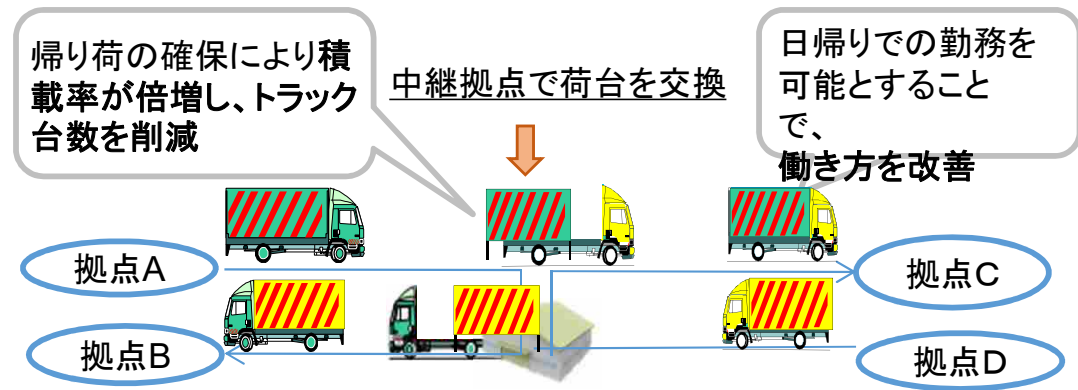 帰り荷の確保により積
載率が倍増し、トラック
台数を削減
中継拠点で荷台を交換
日帰りでの勤務を
可能とすること
で、
働き方を改善
拠点A
拠点C
拠点B
拠点D